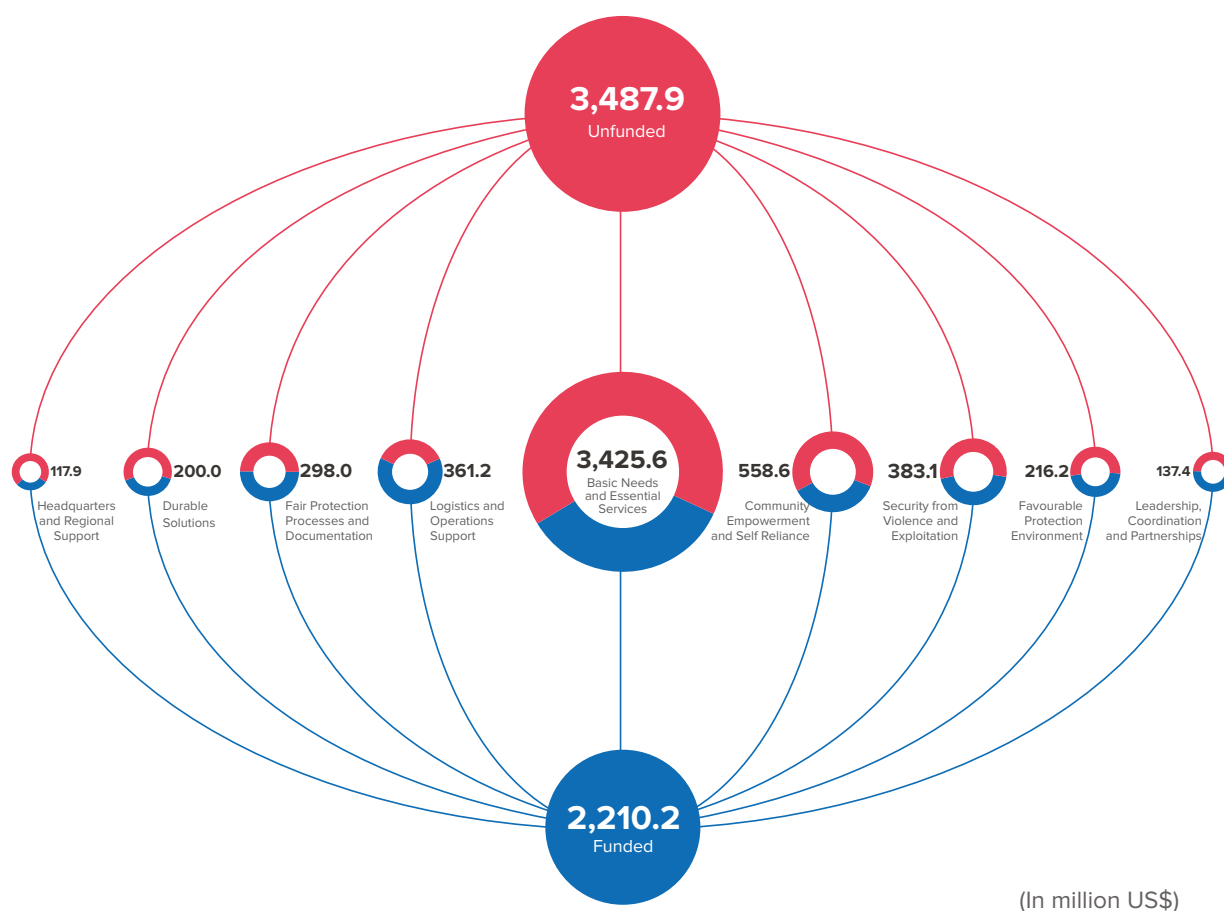 3,487.9
Unfunded
117.9
Headquarters
and Regional
Support
200.0
Durable
Solutions
298.0
Fair Protection
Processes and
Documentation
361.2
Logistics and
Operations
Support
3,425.6
Basic Needs
and Essential
Services
558.6
Community
Empowerment
and Self Reliance
383.1
Security from
Violence and
Exploitation
216.2
Favourable
Protection
Environment
137.4
Leadership,
Coordination
and Partnerships
2,210.2
Funded
(In million US$)